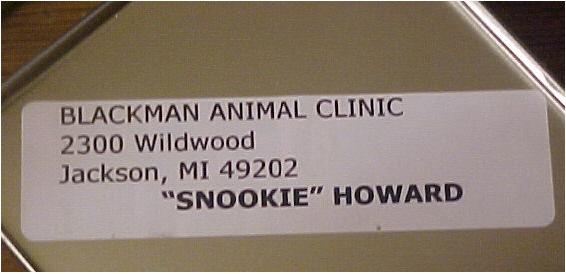 BLACKMAN ANIMAL CLINIC
2300 Wildwood
Jackson, MI 49202
“SNOOKIE” HOWARD